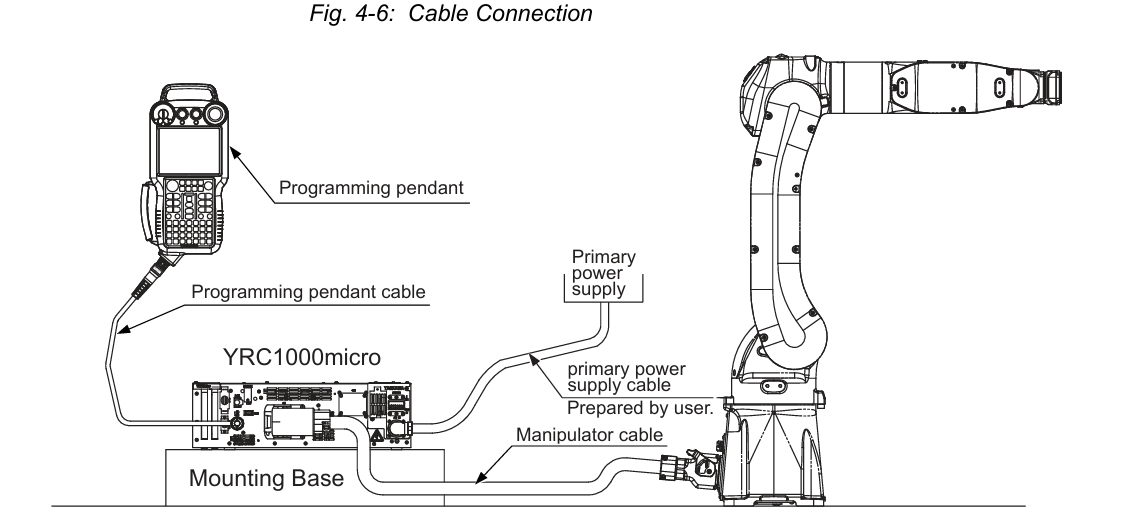 Fig. 4-6: Cable Connection
Programming pendant
Primary
power
supply
Programming pendant cable
YRC1000micro
primary power
supply cable
Prepared by user.
Manipulator cable
Mounting Base